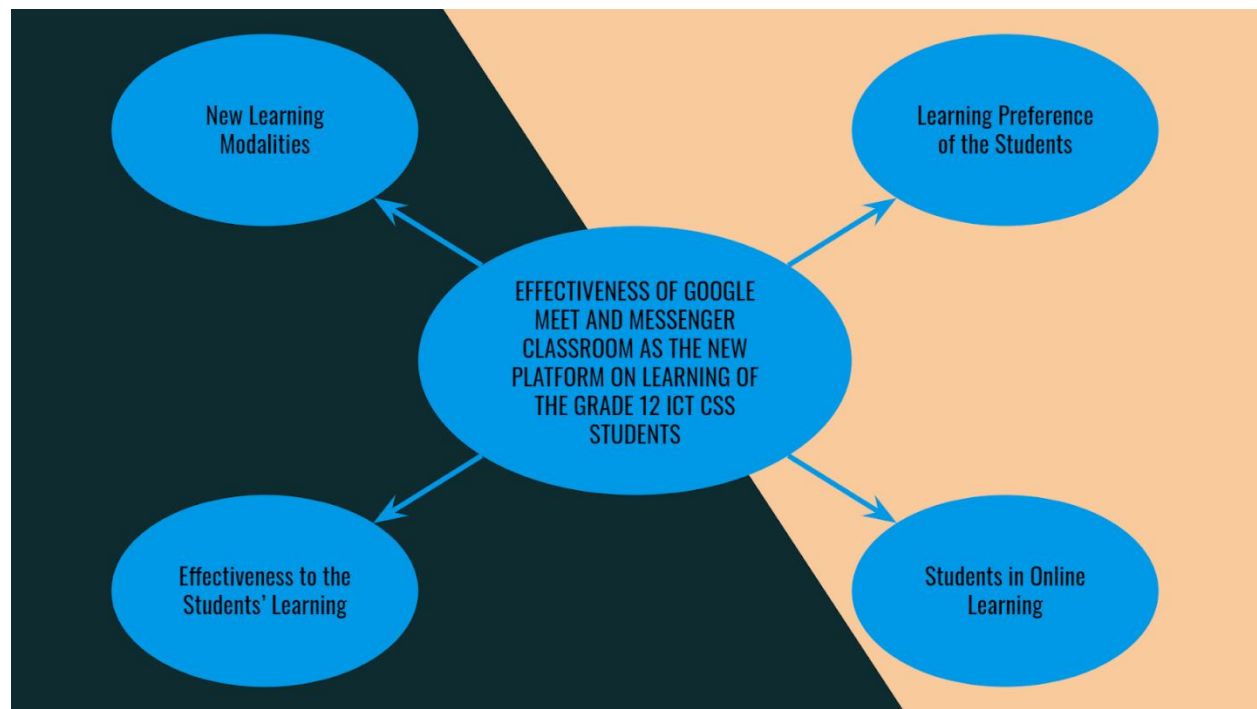 New Learning
Modalities
Learning Preference
of the Students
EFFECTIVENESS OF GOOGLE
MEET AND MESSENGER
CLASSROOM AS THE NEW
PLATFORM ON LEARNING OF
THE GRADE 12 ICT CSS
STUDENTS
Effectiveness to the
Students’ Learning
Students in Online
Learning